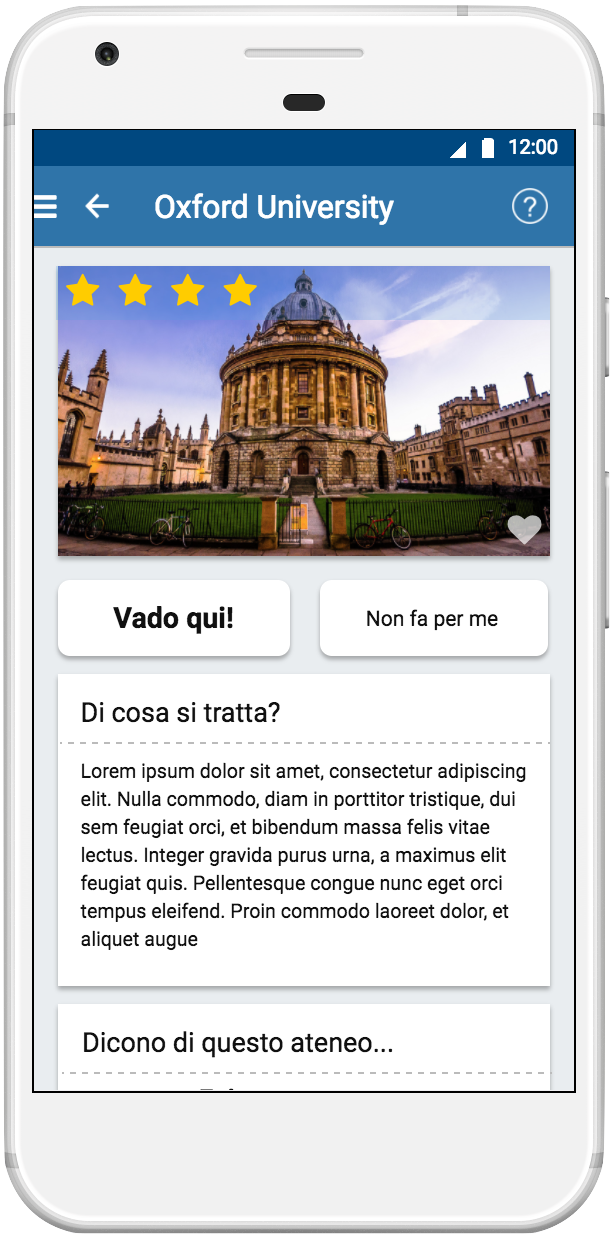 12:00
Oxford University
?
Vado qui!
Non fa per me
Di cosa si tratta?
Lorem ipsum dolor sit amet, consectetur adipiscing
elit. Nulla commodo, diam in porttitor tristique, dui
sem feugiat orci, et bibendum massa felis vitae
lectus. Integer gravida purus urna, a maximus elit
feugiat quis. Pellentesque congue nunc eget orci
tempus eleifend. Proin commodo laoreet dolor, et
aliquet augue
Dicono di questo ateneo...